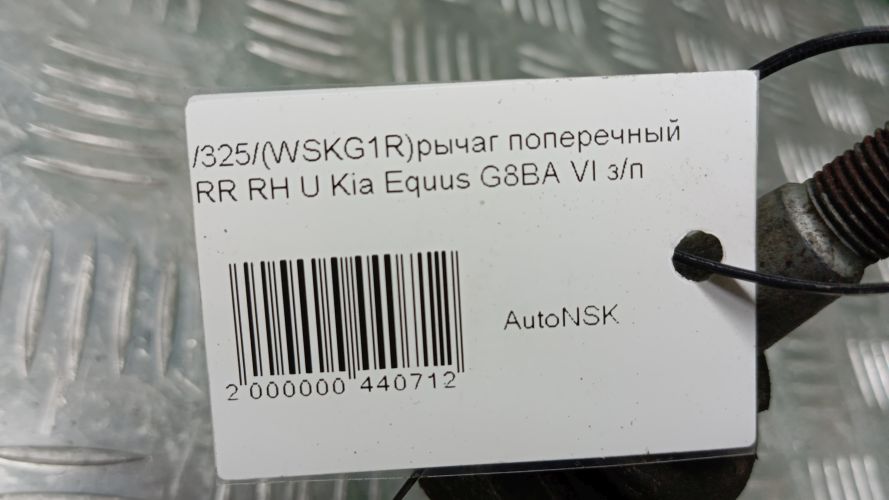 /325/(WSKG1R)рычаг поперечный
RR RH U Kia Equus G8BA VI з/п
AutoNSK
2 000000 440712